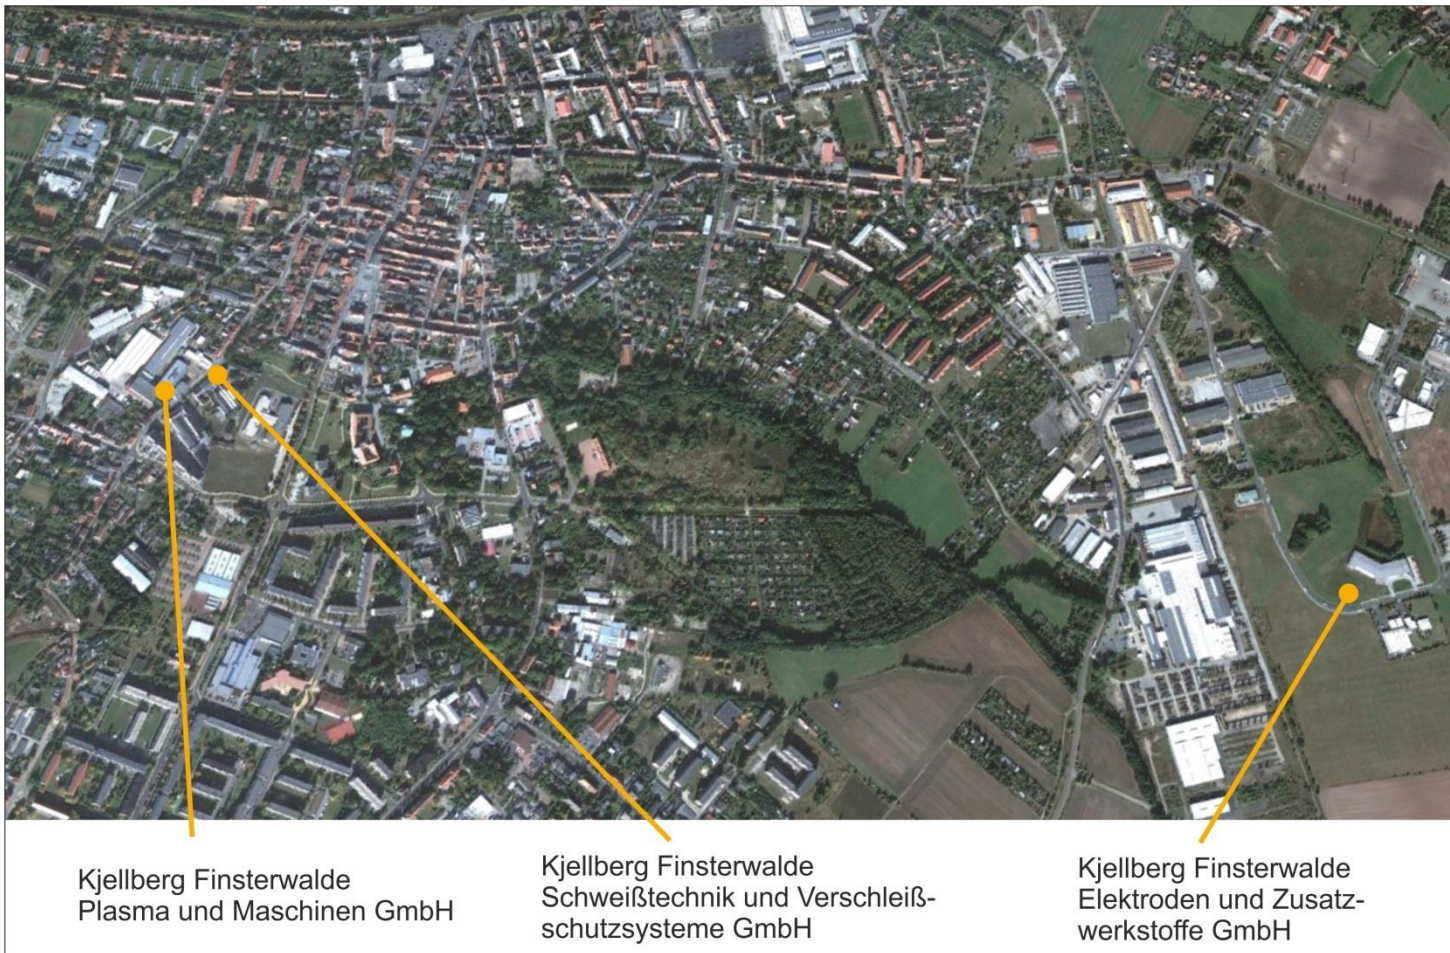 Kjellberg Finsterwalde
Plasma und Maschinen GmbH
Kjellberg Finsterwalde
Schweißtechnik und Verschleiß-
schutzsysteme GmbH
Kjellberg Finsterwalde
Elektroden und Zusatz-
werkstoffe GmbH